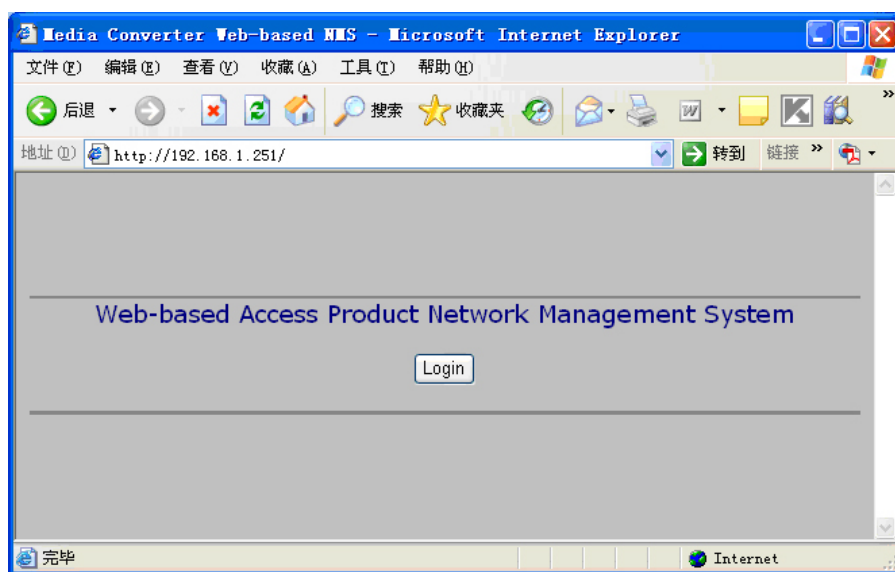 Media Converter Web-based NMS - Microsoft Internet Explorer
文件(F) 编辑(E) 查看(V) 收藏(A) 工具(T) 帮助(H)
后退 搜索 收藏夹 W K »
地址(D) http://192.168.1.251/ 转到 链接 »
Web-based Access Product Network Management System
Login
完毕 Internet